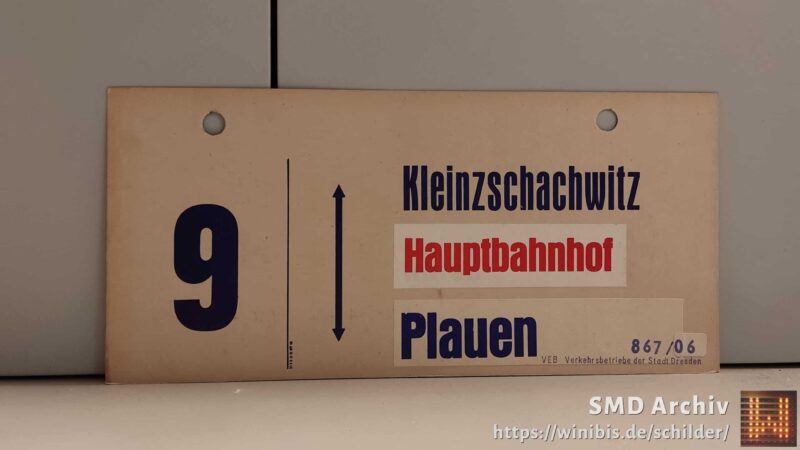 9
Kleinzschachwitz
Hauptbahnhof
Plauen
867/06
VEB Verkehrsbetriebe der Stadt Dresden
SMD Archiv
https://winibis.de/schilder/